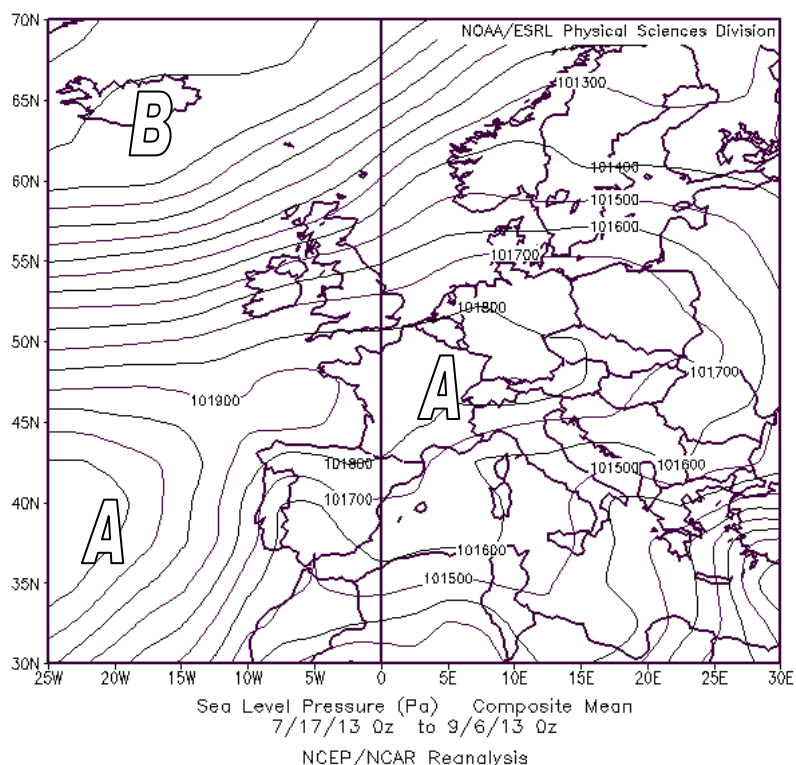 70N
NOAA/ESRL Physical Sciences Division
101300
65N
B
101400
60N
101500
101600
55N
101700
101800
50N
101700
101900
A
45N
101800
101500
101600
101700
40N
A
101600
35N
101500
30N
25W 20W 15W 10W 5W 0 5E 10E 15E 20E 25E 30E
Sea Level Pressure (Pa) Composite Mean
7/17/13 0z to 9/6/13 0z
NCEP/NCAR Reanalysis